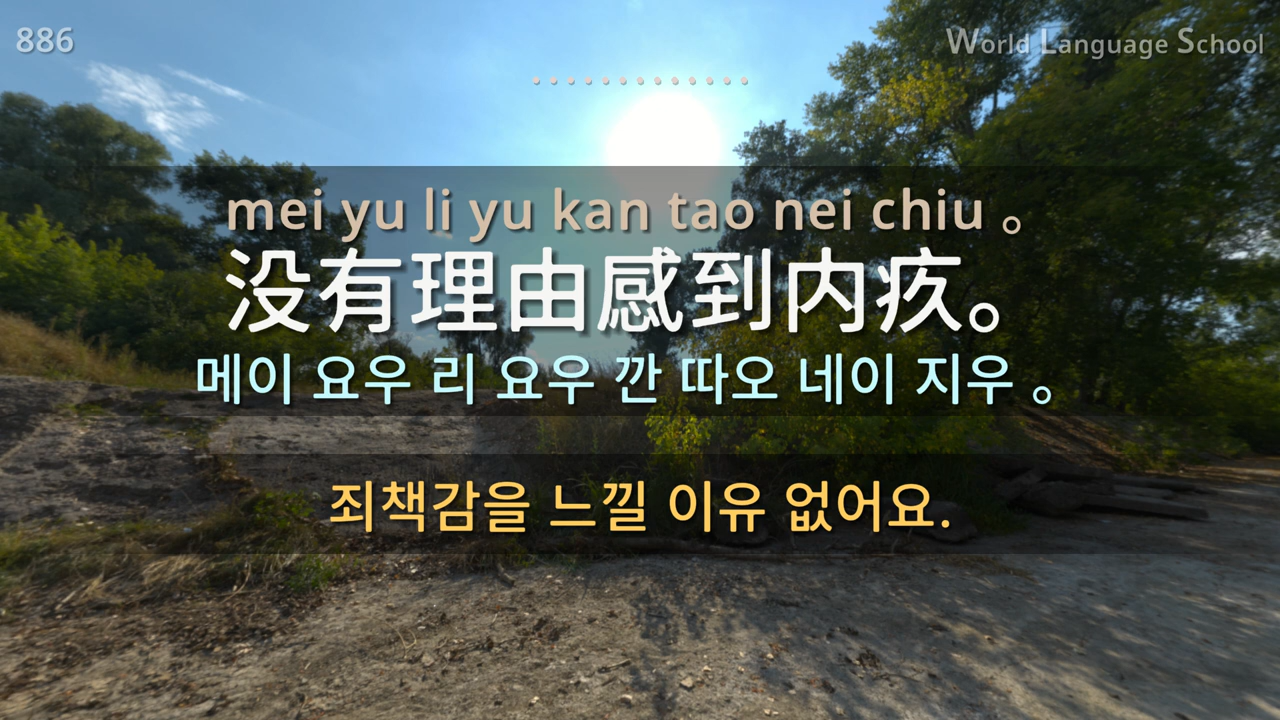 886
World Language School
mei yu li yu kan tao nei chiu 。
没有理由感到内疚。
메이 요우 리 요우 깐 따오 네이 지우 。
죄책감을 느낄 이유 없어요.